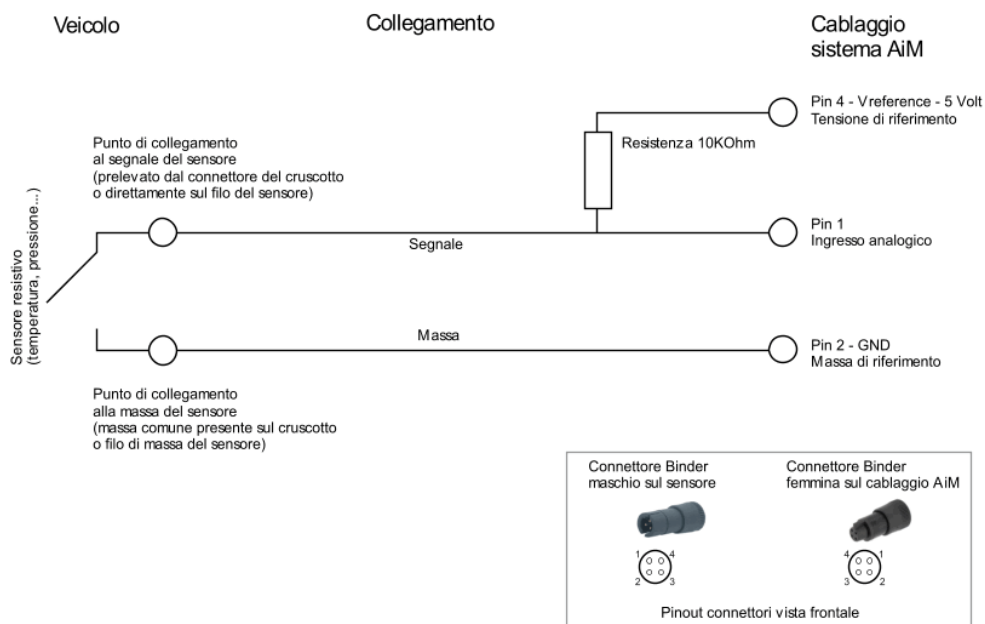 Veicolo
Collegamento
Cablaggio
sistema AiM
Pin 4 - Vreference - 5 Volt
Tensione di riferimento
Punto di collegamento
al segnale del sensore
(prelevato dal connettore del cruscotto
o direttamente sul filo del sensore)
Resistenza 10KOhm
Sensore resistivo
(temperatura, pressione...)
Segnale
Pin 1
Ingresso analogico
Massa
Pin 2 - GND
Massa di riferimento
Punto di collegamento
alla massa del sensore
(massa comune presente sul cruscotto
o filo di massa del sensore)
Connettore Binder
maschio sul sensore
Connettore Binder
femmina sul cablaggio AiM
1 4
2 3
4 1
3 2
Pinout connettori vista frontale